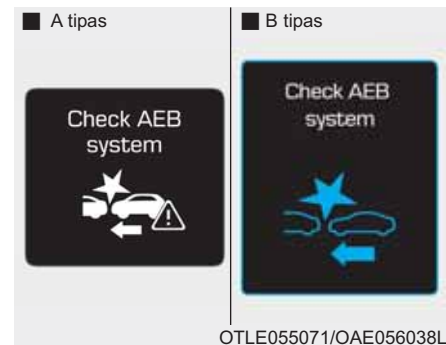 ■ A tipas
■ B tipas
Check AEB
system
Check AEB
system
OTLE055071/OAE056038L